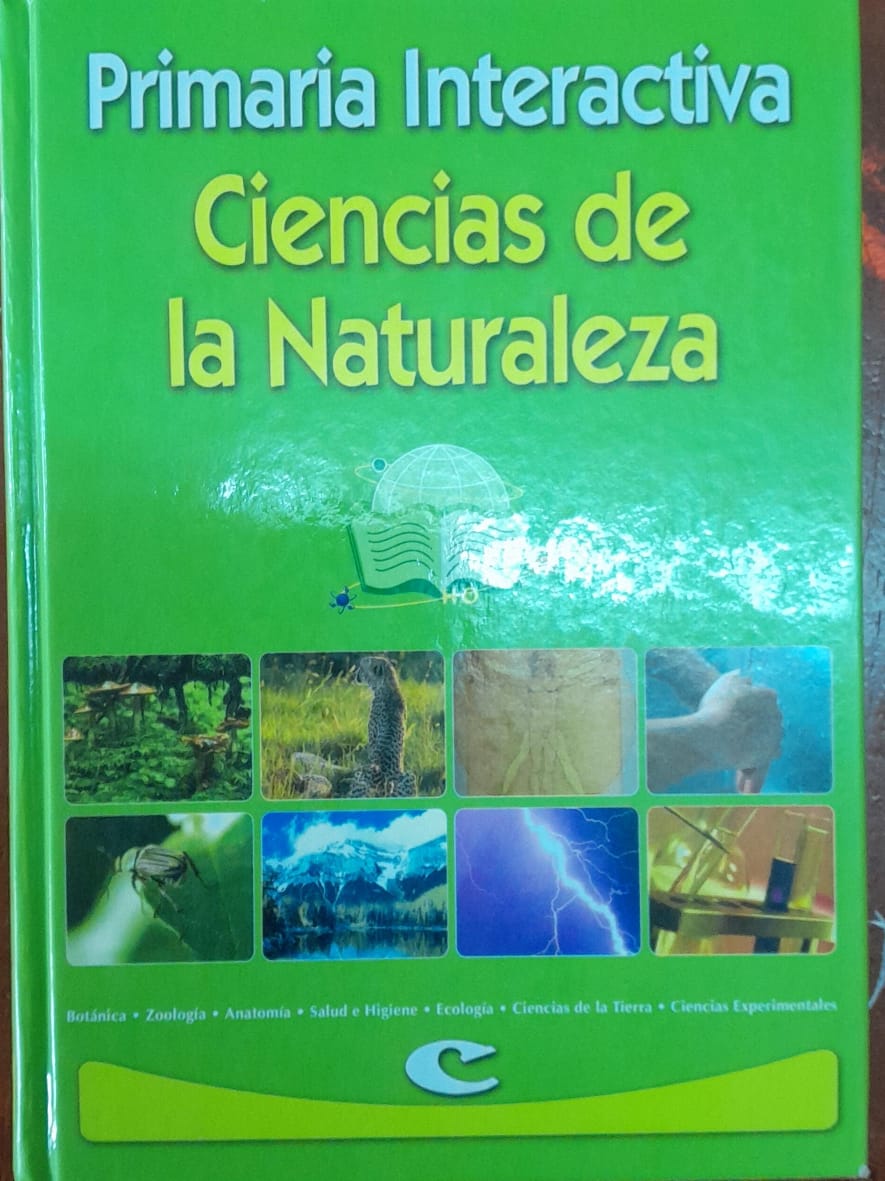 Primaria Interactiva
Ciencias de
la Naturaleza
Botánica • Zoología • Anatomía • Salud e Higiene • Ecología • Ciencias de la Tierra • Ciencias Experimentales
C